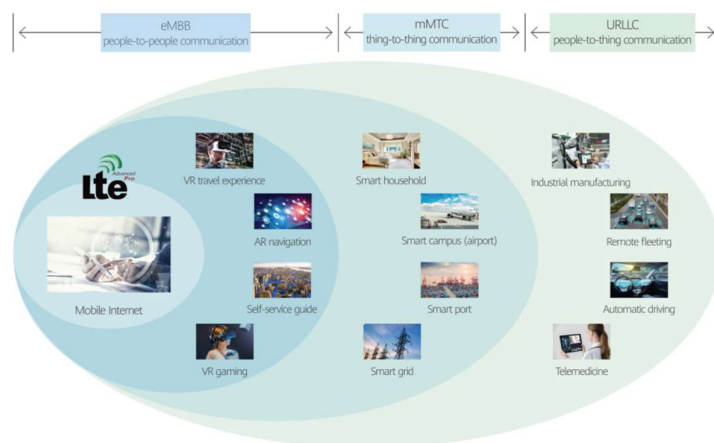 eMBB
people-to-people communication
mMTC
thing-to-thing communication
URLLC
people-to-thing communication
Advanced
Pro
Lte
VR travel experience
Smart household
Industrial manufacturing
AR navigation
Smart campus (airport)
Remote fleeting
Mobile Internet
Self-service guide
Smart port
Automatic driving
VR gaming
Smart grid
Telemedicine